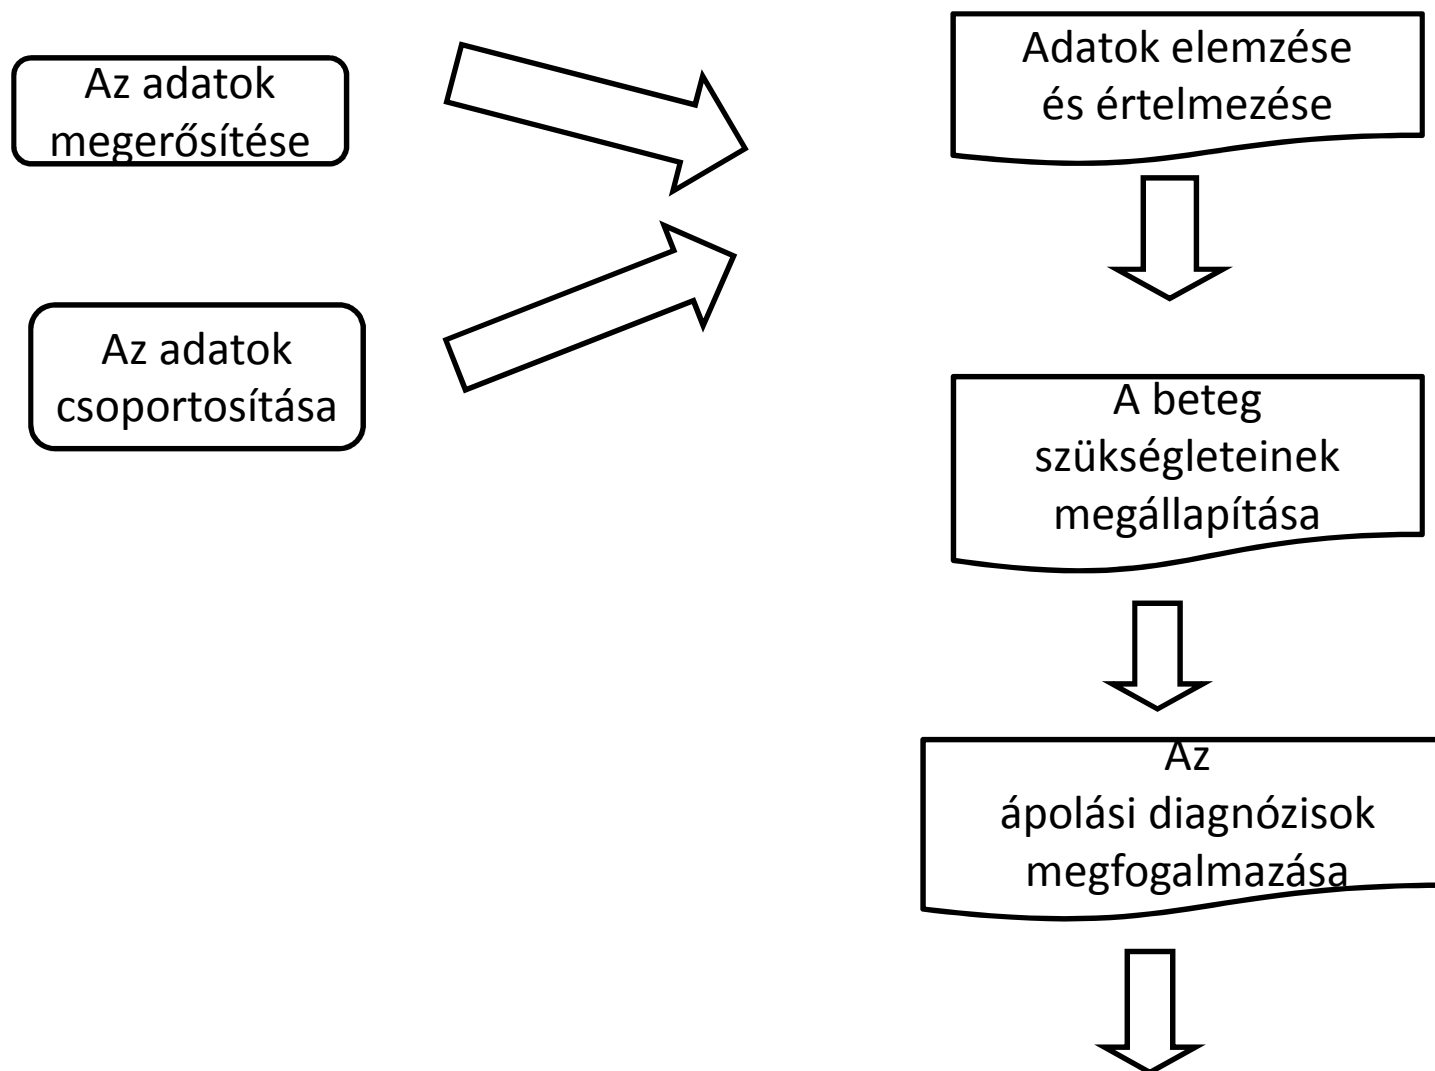 Az adatok
megerősítése
Az adatok
csoportosítása
Adatok elemzése
és értelmezése
A beteg
szükségleteinek
megállapítása
Az
ápolási diagnózisok
megfogalmazása